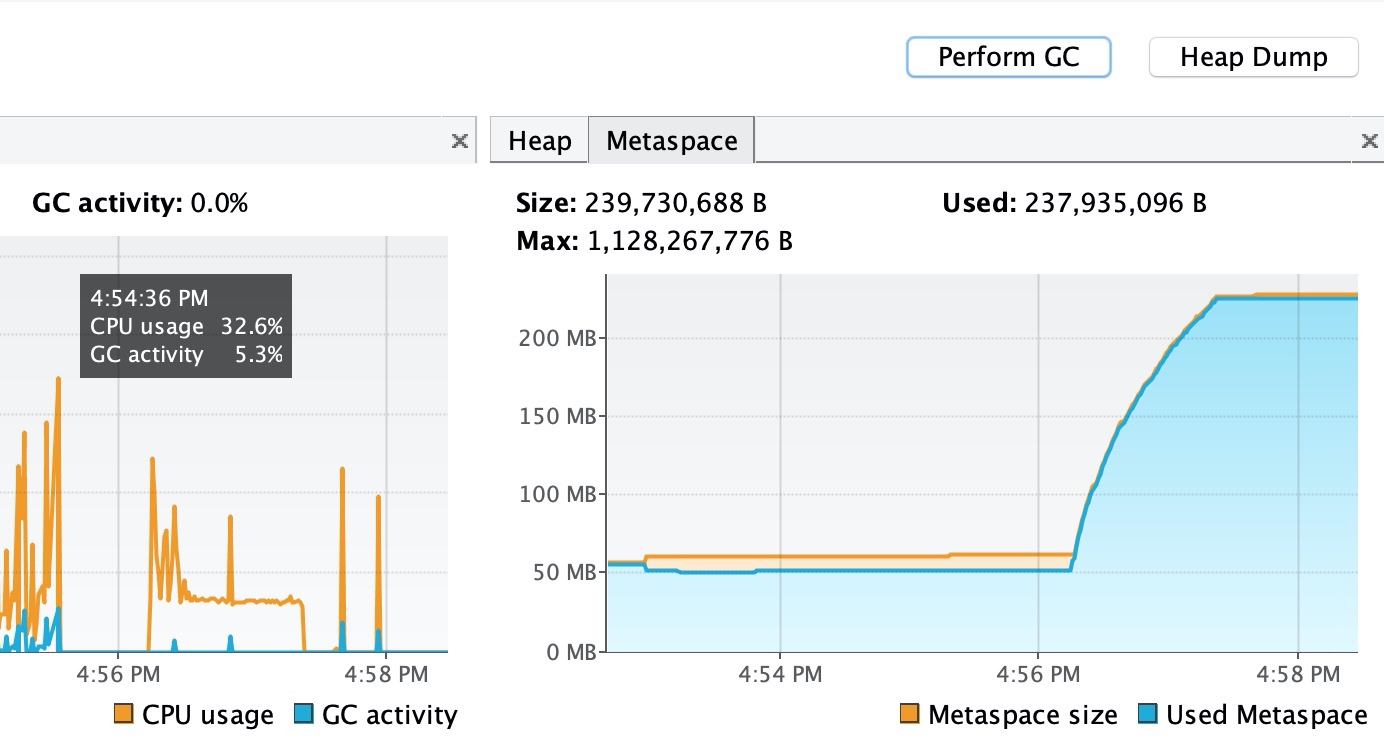 Perform GC
Heap Dump
Heap
Metaspace
GC activity: 0.0%
Size: 239,730,688 B
Used: 237,935,096 B
Max: 1,128,267,776 B
4:54:36 PM
CPU usage 32.6%
GC activity 5.3%
4:56 PM
4:58 PM
CPU usage
GC activity
200 MB
150 MB
100 MB
50 MB
0 MB
4:54 PM
4:56 PM
4:58 PM
Metaspace size
Used Metaspace